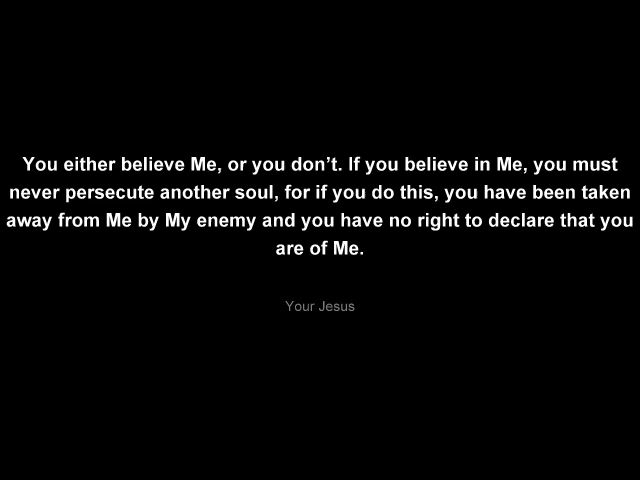 You either believe Me, or you don’t. If you believe in Me, you must
never persecute another soul, for if you do this, you have been taken
away from Me by My enemy and you have no right to declare that you
are of Me.
Your Jesus